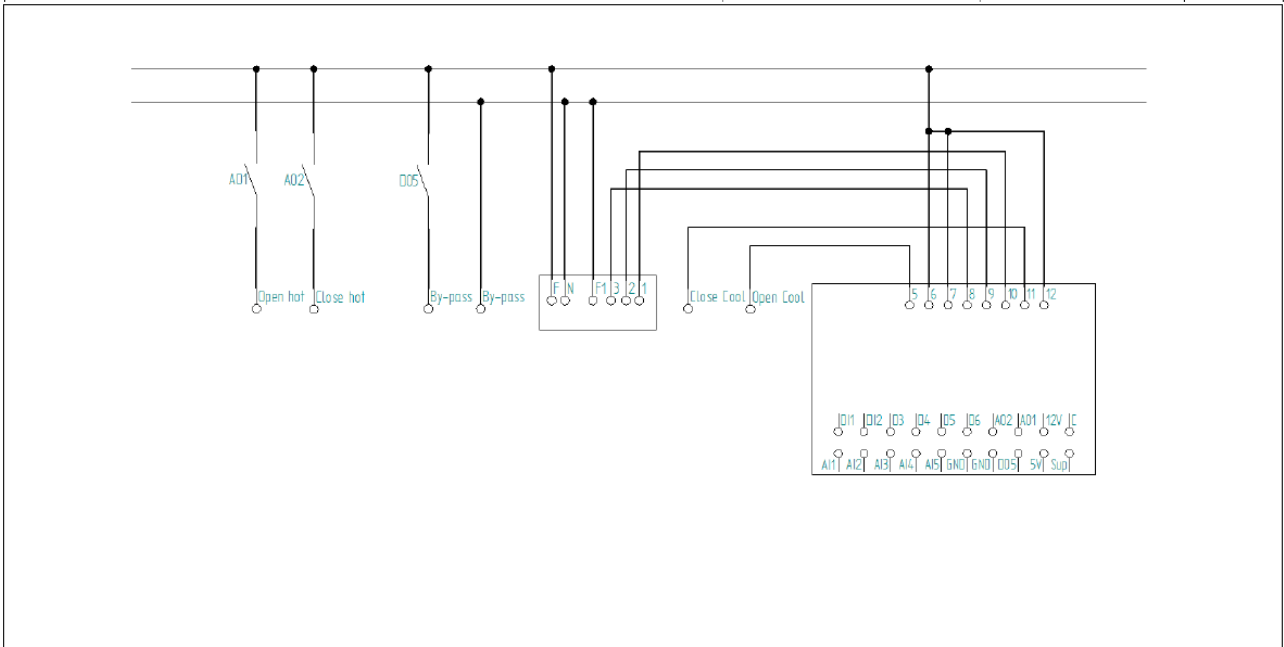 AO1
AO2
DO5
Open hot
Close hot
By-pass
By-pass
F N F1 3 2 1
Close Cool
Open Cool
5 6 7 8 9 10 11 12
DI1 DI2 D3 D4 D5 D6 AO2 AO1 12V C
AI1 AI2 AI3 AI4 AI5 GND GND DO5 5V Sup